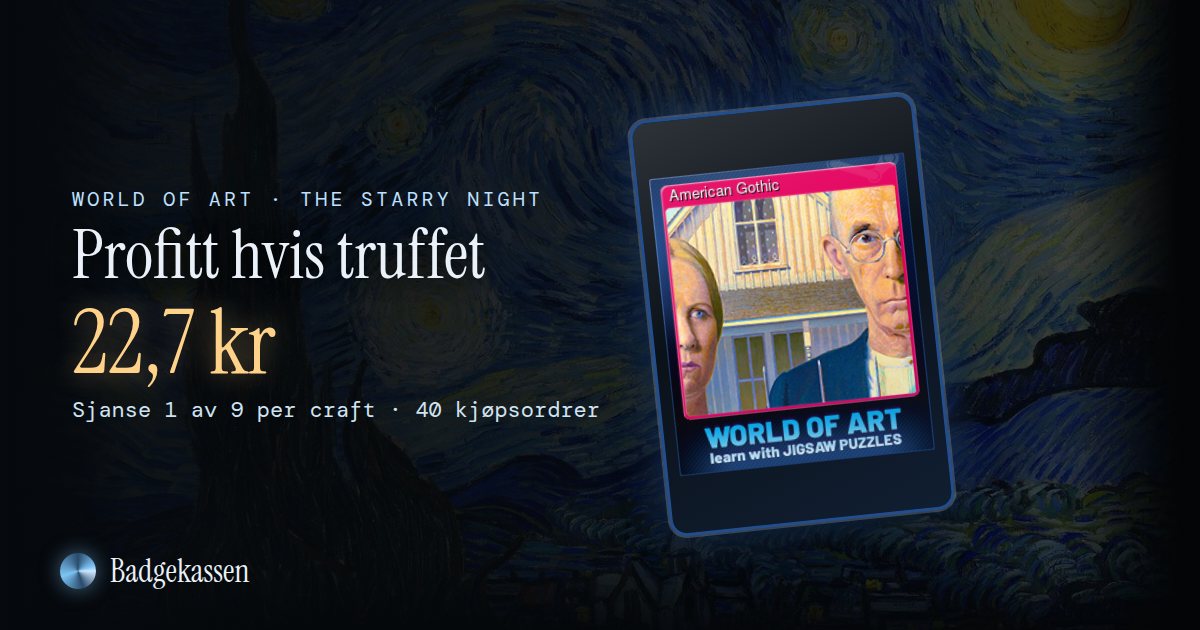 WORLD OF ART · THE STARRY NIGHT
Profitt hvis truffet
22,7 kr
Sjanse 1 av 9 per craft · 40 kjøpsordrer
Badgekassen
American Gothic
WORLD OF ART
learn with JIGSAW PUZZLES